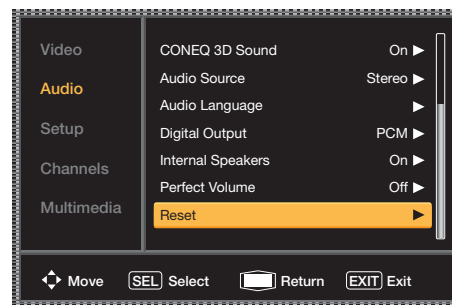 Video
Audio
Setup
Channels
Multimedia
CONEQ 3D Sound On ▶
Audio Source Stereo ▶
Audio Language ▶
Digital Output PCM ▶
Internal Speakers On ▶
Perfect Volume Off ▶
Reset ▶
Move SEL Select Return EXIT Exit